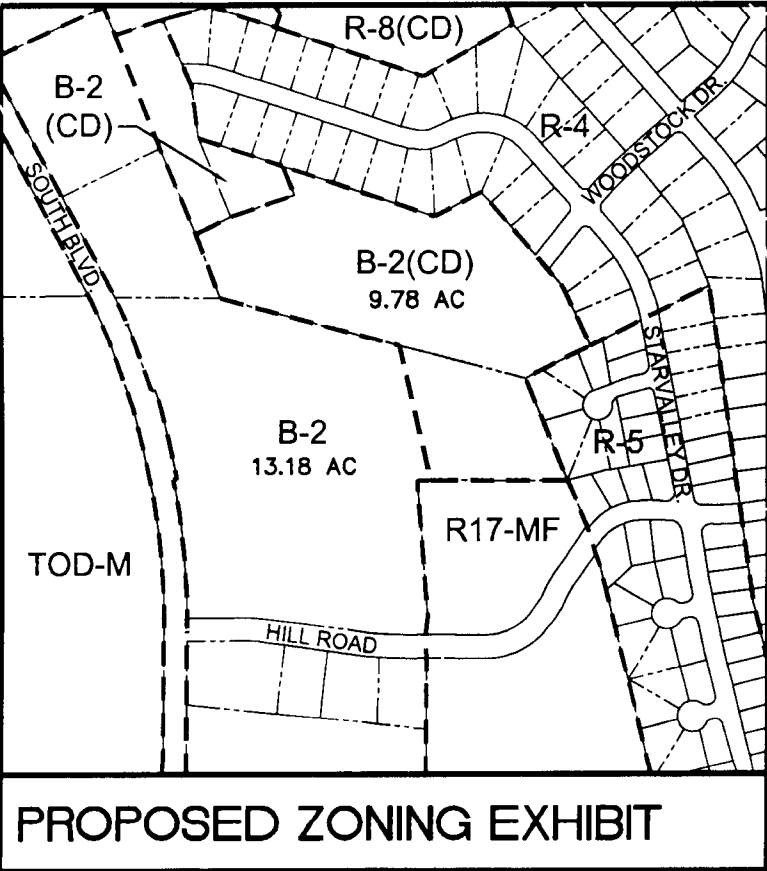 R-8(CD)
B-2
(CD)
R-4
WOODSTOCK DR.
SOUTH BLVD.
B-2(CD)
9.78 AC
STARVALLEY DR.
B-2
13.18 AC
R-5
R17-MF
TOD-M
HILL ROAD
PROPOSED ZONING EXHIBIT